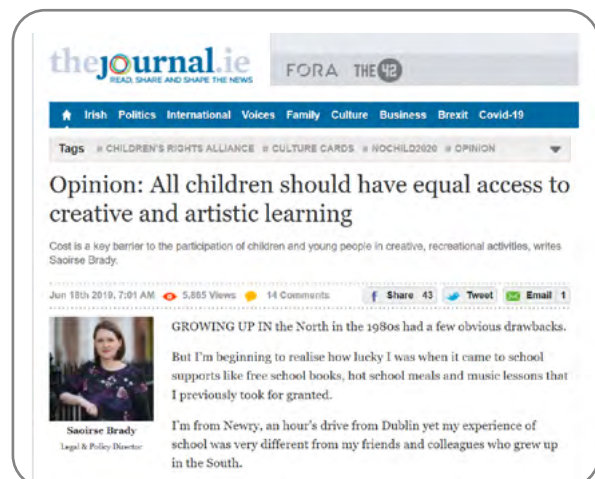 thejournal.ie
READ, SHARE AND SHAPE THE NEWS
FORA THE 42
Irish Politics International Voices Family Culture Business Brexit Covid-19
Tags # CHILDREN'S RIGHTS ALLIANCE # CULTURE CARDS # NOCHILD2020 # OPINION
Opinion: All children should have equal access to
creative and artistic learning
Cost is a key barrier to the participation of children and young people in creative, recreational activities, writes
Saoirse Brady.
Jun 18th 2019, 7:01 AM 5,865 Views 14 Comments Share 43 Tweet Email 1
GROWING UP IN the North in the 1980s had a few obvious drawbacks.
But I'm beginning to realise how lucky I was when it came to school
supports like free school books, hot school meals and music lessons that
I previously took for granted.
Saoirse Brady
Legal & Policy Director
I'm from Newry, an hour's drive from Dublin yet my experience of
school was very different from my friends and colleagues who grew up
in the South.